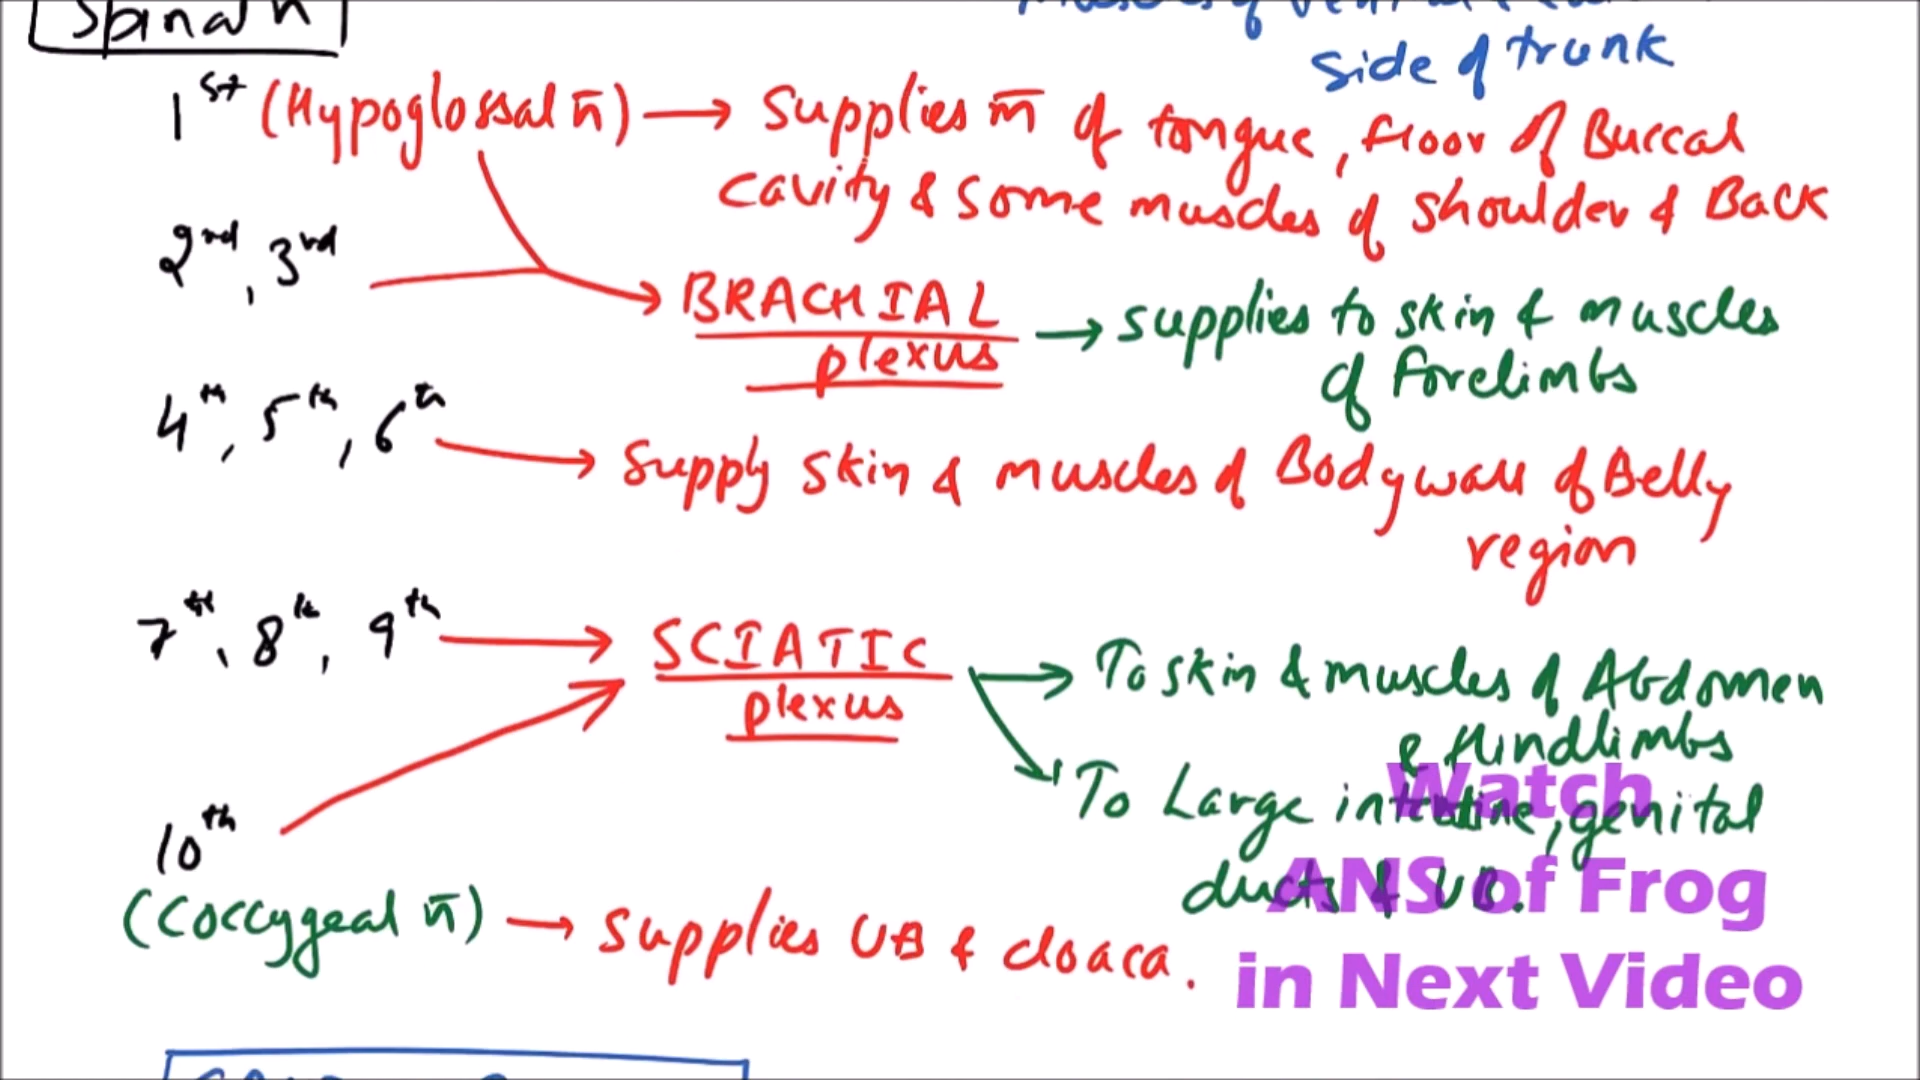 Spinal n̄
side of trunk
1st (Hypoglossal n̄) → Supplies m̄ of tongue, floor of Buccal
cavity & some muscles of shoulder & Back
2nd, 3rd
BRACHIAL
plexus
→ supplies to skin & muscles
of Forelimbs
4th, 5th, 6th
→ Supply skin & muscles of Body wall of Belly
region
7th, 8th, 9th
→ SCIATIC
plexus
→ To skin & muscles of Abdomen
& Hindlimbs
To Large intestine, genital
ducts & UB.
10th
(Coccygeal n̄) → Supplies UB & cloaca.
Watch
ANS of Frog
in Next Video